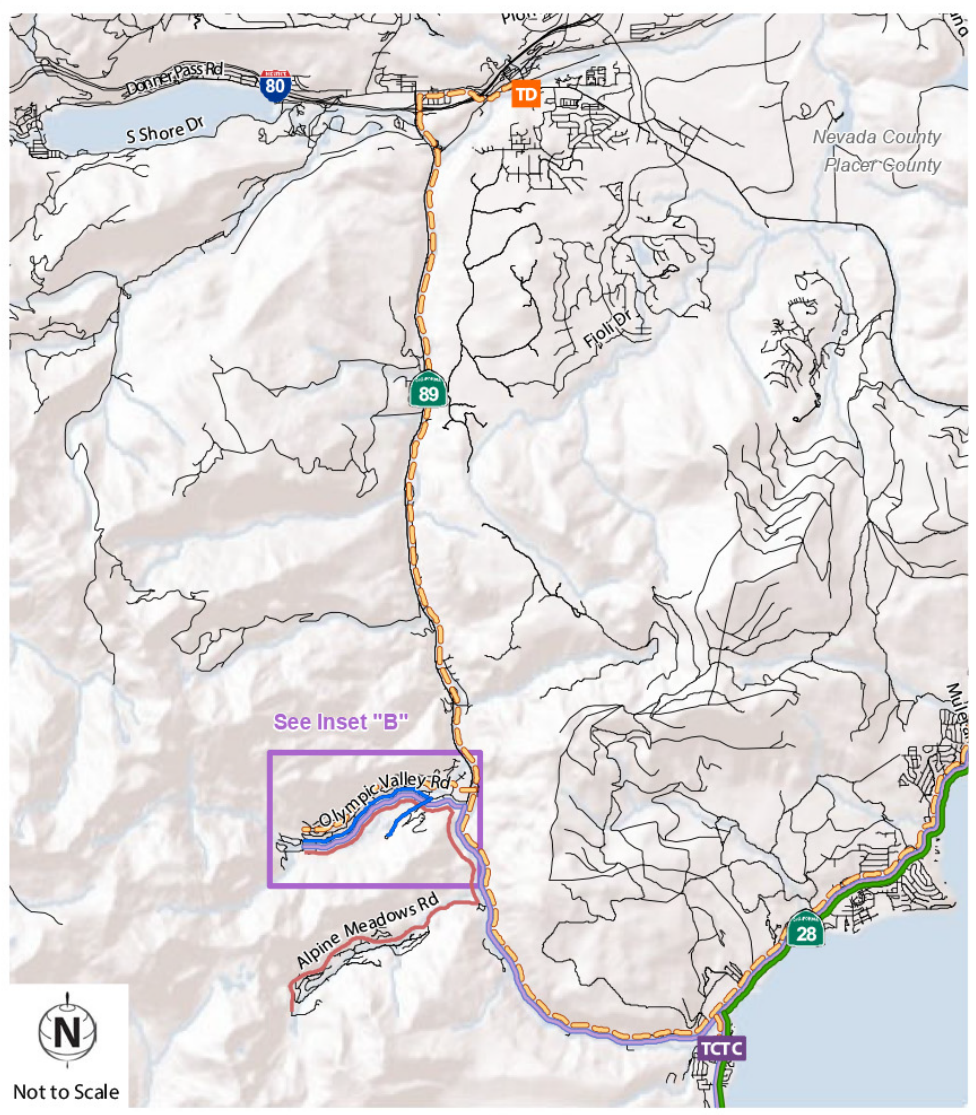 Donner Pass Rd
80
TD
S Shore Dr
Nevada County
Placer County
Fjoli Dr
89
See Inset "B"
Olympic Valley Rd
Alpine Meadows Rd
28
N
TCTC
Not to Scale